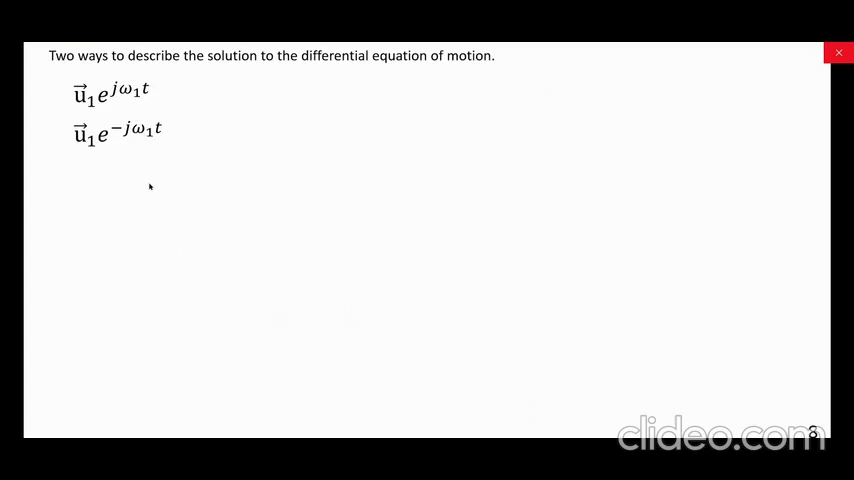 Two ways to describe the solution to the differential equation of motion.
u⃗₁e^{jω₁t}
u⃗₁e^{−jω₁t}
clideo.com
8